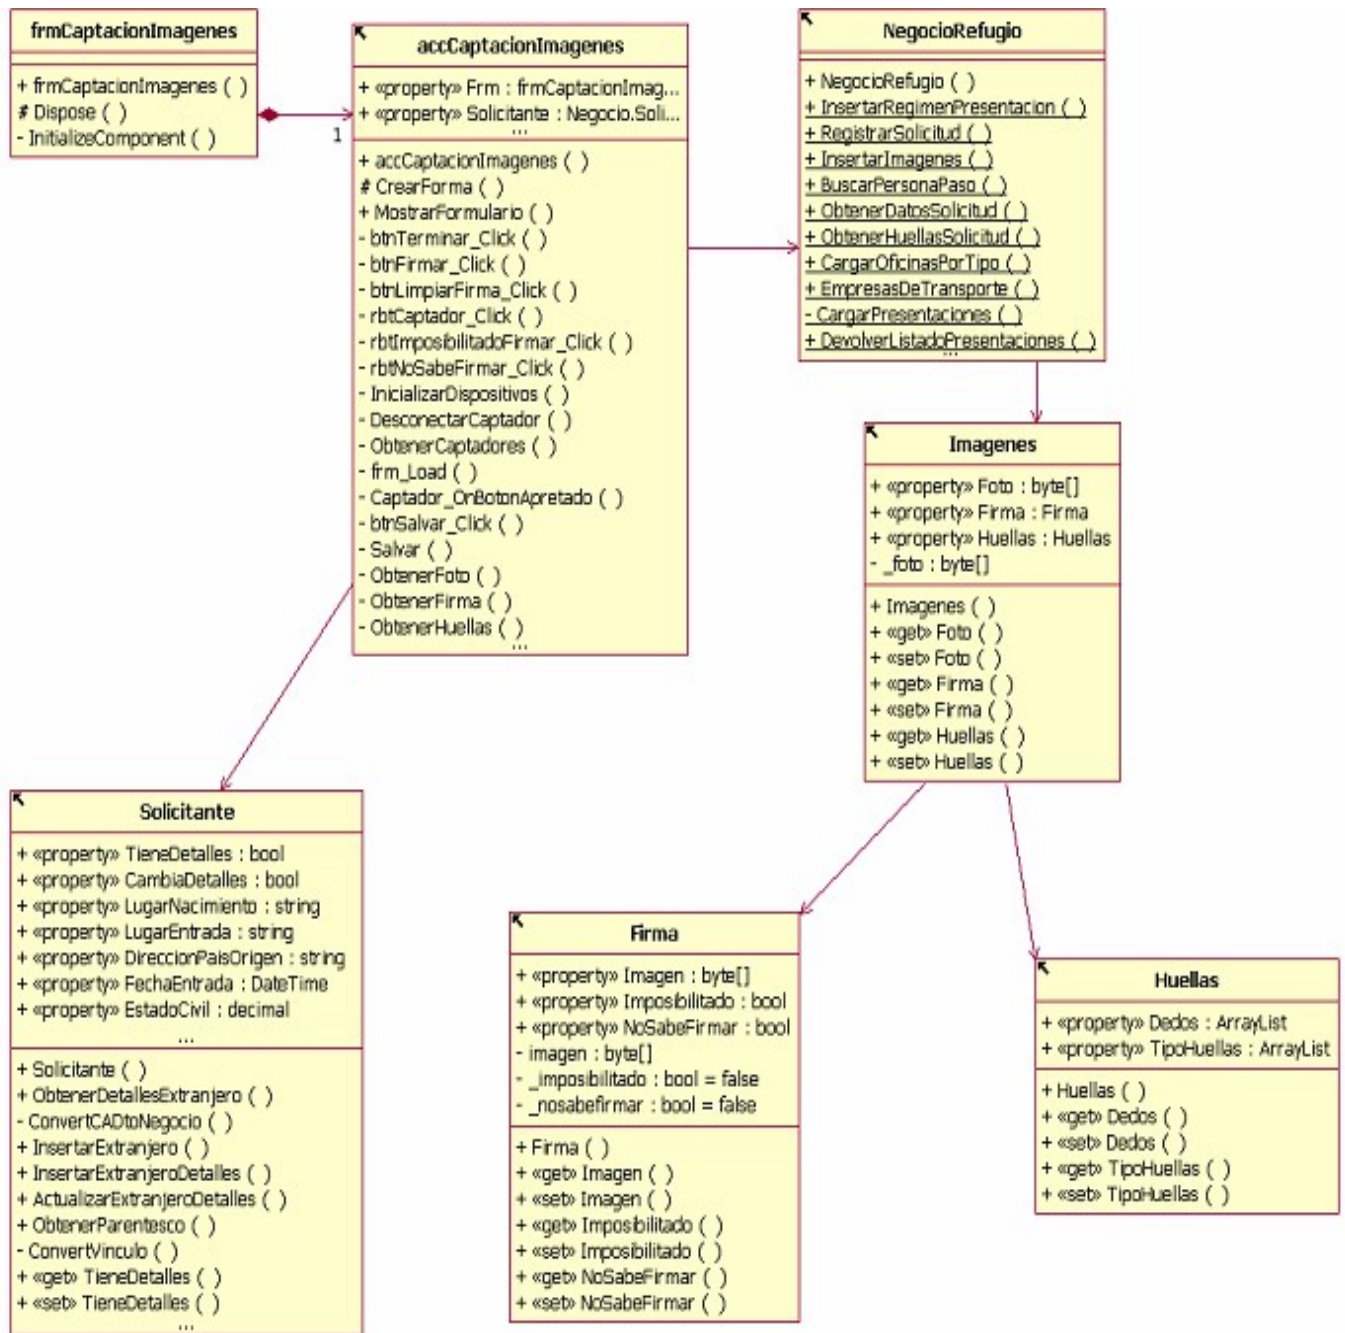 frmCaptacionImagenes
+ frmCaptacionImagenes ( )
# Dispose ( )
- InitializeComponent ( )
1
accCaptacionImagenes
+ «property» Frm : frmCaptacionImag...
+ «property» Solicitante : Negocio.Soli...
...
+ accCaptacionImagenes ( )
# CrearForma ( )
+ MostrarFormulario ( )
- btnTerminar_Click ( )
- btnFirmar_Click ( )
- btnLimpiarFirma_Click ( )
- rbtCaptador_Click ( )
- rbtImposibilitadoFirmar_Click ( )
- rbtNoSabeFirmar_Click ( )
- InicializarDispositivos ( )
- DesconectarCaptador ( )
- ObtenerCaptadores ( )
- frm_Load ( )
- Captador_OnBotonApretado ( )
- btnSalvar_Click ( )
- Salvar ( )
- ObtenerFoto ( )
- ObtenerFirma ( )
- ObtenerHuellas ( )
...
NegocioRefugio
+ NegocioRefugio ( )
+ InsertarRegimenPresentacion ( )
+ RegistrarSolicitud ( )
+ InsertarImagenes ( )
+ BuscarPersonaPaso ( )
+ ObtenerDatosSolicitud ( )
+ ObtenerHuellasSolicitud ( )
+ CargarOficinasPorTipo ( )
+ EmpresasDeTransporte ( )
- CargarPresentaciones ( )
+ DevolverListadoPresentaciones ( )
...
Imagenes
+ «property» Foto : byte[]
+ «property» Firma : Firma
+ «property» Huellas : Huellas
- _foto : byte[]
+ Imagenes ( )
+ «get» Foto ( )
+ «set» Foto ( )
+ «get» Firma ( )
+ «set» Firma ( )
+ «get» Huellas ( )
+ «set» Huellas ( )
Solicitante
+ «property» TieneDetalles : bool
+ «property» CambiaDetalles : bool
+ «property» LugarNacimiento : string
+ «property» LugarEntrada : string
+ «property» DireccionPaisOrigen : string
+ «property» FechaEntrada : DateTime
+ «property» EstadoCivil : decimal
...
+ Solicitante ( )
+ ObtenerDetallesExtranjero ( )
- ConvertCADtoNegocio ( )
+ InsertarExtranjero ( )
+ InsertarExtranjeroDetalles ( )
+ ActualizarExtranjeroDetalles ( )
+ ObtenerParentesco ( )
- ConvertVinculo ( )
+ «get» TieneDetalles ( )
+ «set» TieneDetalles ( )
...
Firma
+ «property» Imagen : byte[]
+ «property» Imposibilitado : bool
+ «property» NoSabeFirmar : bool
- imagen : byte[]
- _imposibilitado : bool = false
- _nosabefirmar : bool = false
+ Firma ( )
+ «get» Imagen ( )
+ «set» Imagen ( )
+ «get» Imposibilitado ( )
+ «set» Imposibilitado ( )
+ «get» NoSabeFirmar ( )
+ «set» NoSabeFirmar ( )
Huellas
+ «property» Dedos : ArrayList
+ «property» TipoHuellas : ArrayList
+ Huellas ( )
+ «get» Dedos ( )
+ «set» Dedos ( )
+ «get» TipoHuellas ( )
+ «set» TipoHuellas ( )